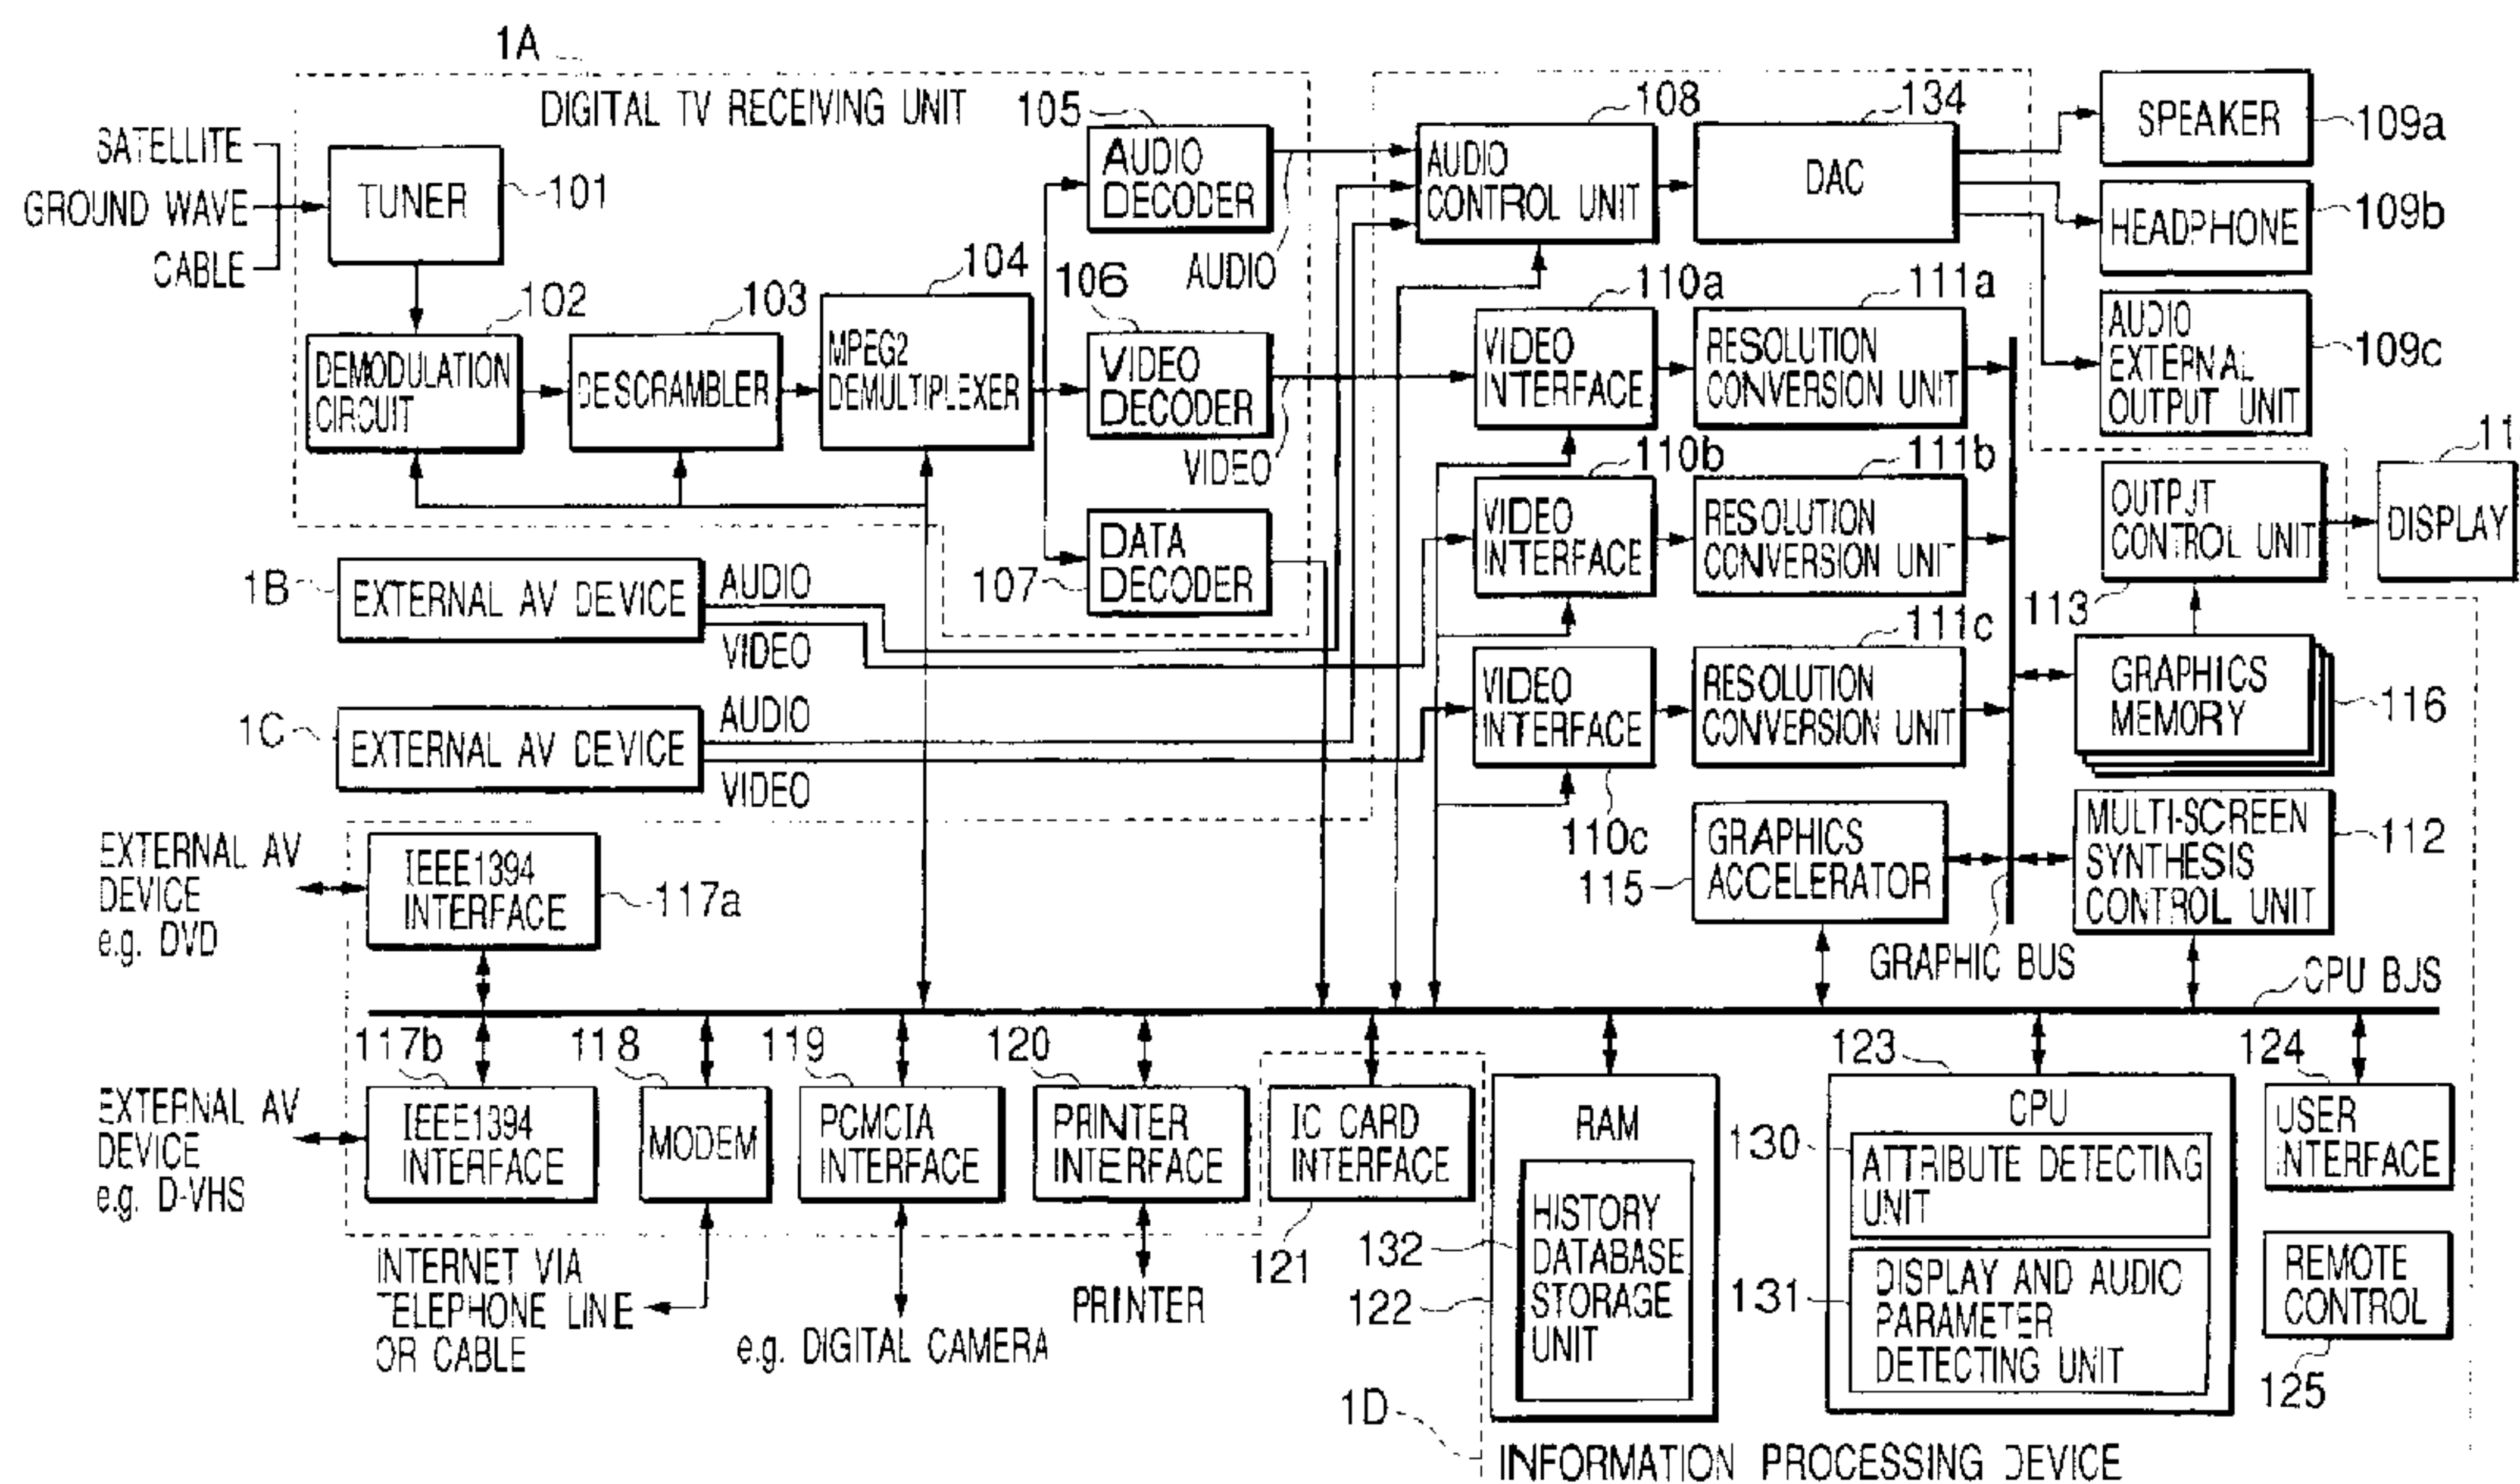 1A
DIGITAL TV RECEIVING UNIT
SATELLITE
GROUND WAVE
CABLE
TUNER
101
102
DEMODULATION
CIRCUIT
103
DESCRAMBLER
104
MPEG2
DEMULTIPLEXER
105
AUDIO
DECODER
AUDIO
106
VIDEO
DECODER
VIDEO
DATA
DECODER
107
108
AUDIO
CONTROL UNIT
134
DAC
SPEAKER
109a
HEADPHONE
109b
AUDIO
EXTERNAL
OUTPUT UNIT
109c
110a
VIDEO
INTERFACE
111a
RESOLUTION
CONVERSION UNIT
110b
VIDEO
INTERFACE
111b
RESOLUTION
CONVERSION UNIT
111c
VIDEO
INTERFACE
110c
RESOLUTION
CONVERSION UNIT
OUTPUT
CONTROL UNIT
113
11
DISPLAY
GRAPHICS
MEMORY
116
GRAPHICS
ACCELERATOR
115
MULTI-SCREEN
SYNTHESIS
CONTROL UNIT
112
GRAPHIC BUS
CPU BUS
1B
EXTERNAL AV DEVICE
AUDIO
VIDEO
1C
EXTERNAL AV DEVICE
AUDIO
VIDEO
EXTERNAL AV
DEVICE
e.g. DVD
IEEE1394
INTERFACE
117a
117b
EXTERNAL AV
DEVICE
e.g. D-VHS
IEEE1394
INTERFACE
118
MODEM
INTERNET VIA
TELEPHONE LINE
OR CABLE
119
PCMCIA
INTERFACE
e.g. DIGITAL CAMERA
120
PRINTER
INTERFACE
PRINTER
IC CARD
INTERFACE
121
RAM
HISTORY
DATABASE
STORAGE
UNIT
132
122
123
CPU
130
ATTRIBUTE DETECTING
UNIT
131
DISPLAY AND AUDIO
PARAMETER
DETECTING UNIT
124
USER
INTERFACE
REMOTE
CONTROL
125
1D
INFORMATION PROCESSING DEVICE